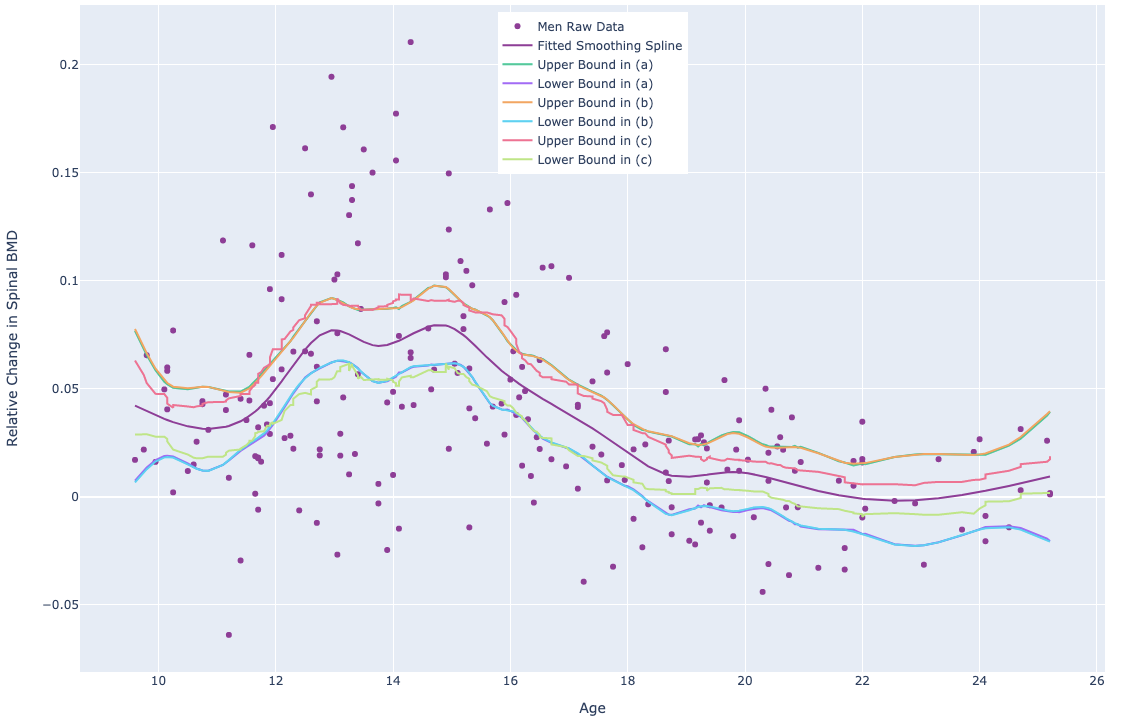 Men Raw Data
Fitted Smoothing Spline
Upper Bound in (a)
Lower Bound in (a)
Upper Bound in (b)
Lower Bound in (b)
Upper Bound in (c)
Lower Bound in (c)
0.2
0.15
0.1
0.05
0
−0.05
Relative Change in Spinal BMD
10 12 14 16 18 20 22 24 26
Age